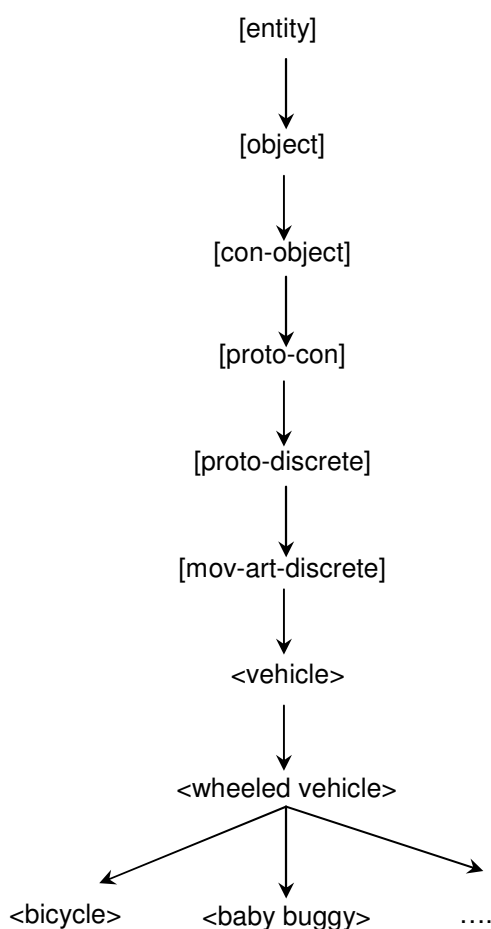 [entity]
[object]
[con-object]
[proto-con]
[proto-discrete]
[mov-art-discrete]
<vehicle>
<wheeled vehicle>
<bicycle> <baby buggy> ....